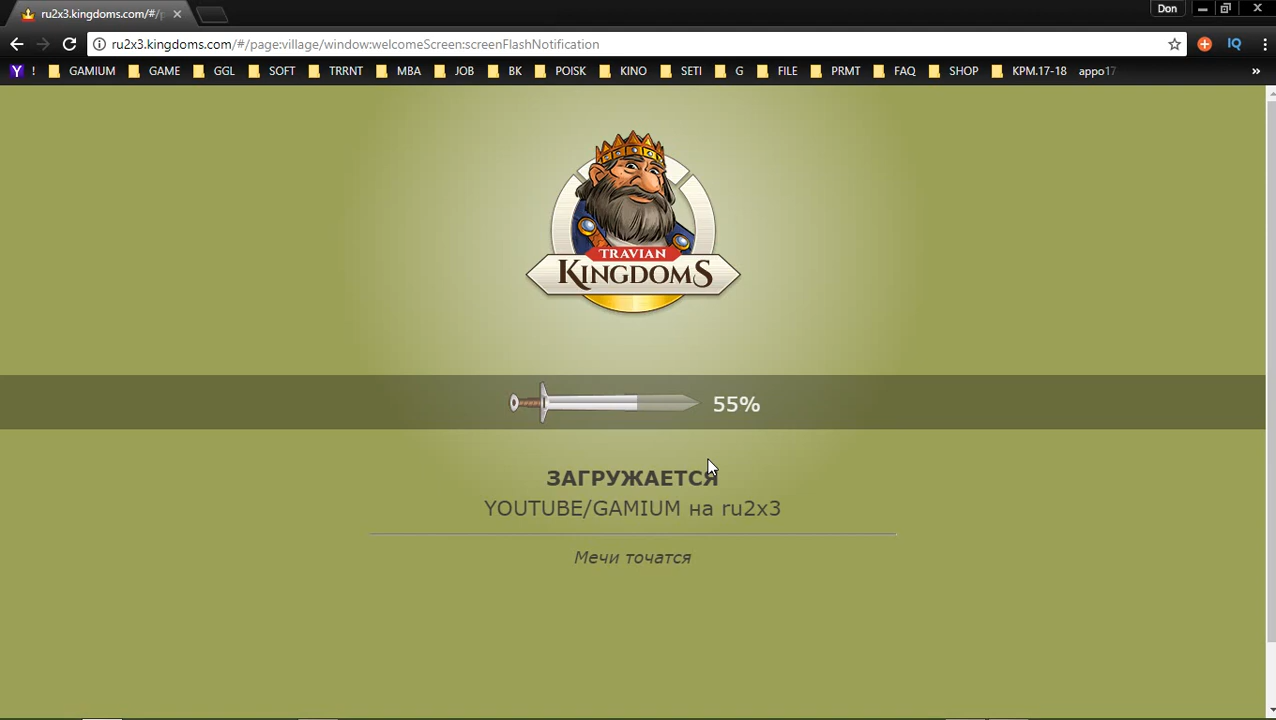 ru2x3.kingdoms.com/#/p
Don
ru2x3.kingdoms.com/#/page:village/window:welcomeScreen:screenFlashNotification
! GAMIUM GAME GGL SOFT TRRNT MBA JOB BK POISK KINO SETI G FILE PRMT FAQ SHOP KPM.17-18 appo17
TRAVIAN
KINGDOMS
55%
ЗАГРУЖАЕТСЯ
YOUTUBE/GAMIUM на ru2x3
Мечи точатся